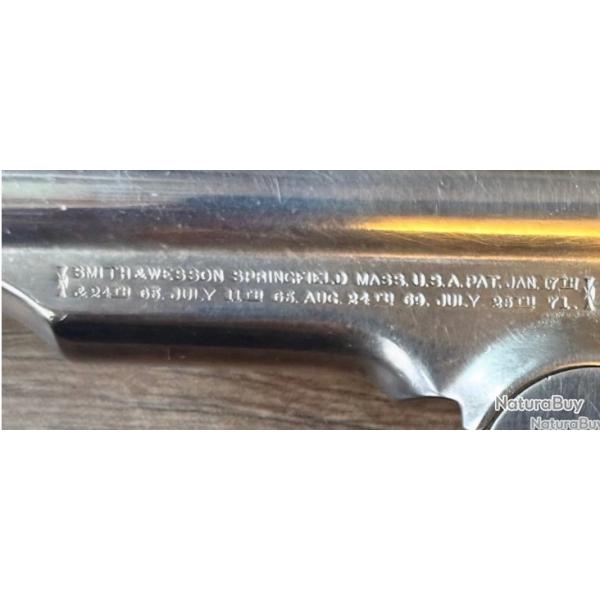 SMITH & WESSON SPRINGFIELD MASS. U.S.A. PAT. JAN. 17TH
& 24TH 65. JULY 11TH 65. AUG. 24TH 69. JULY 25TH 71.
NaturaBuy
NaturaBuy